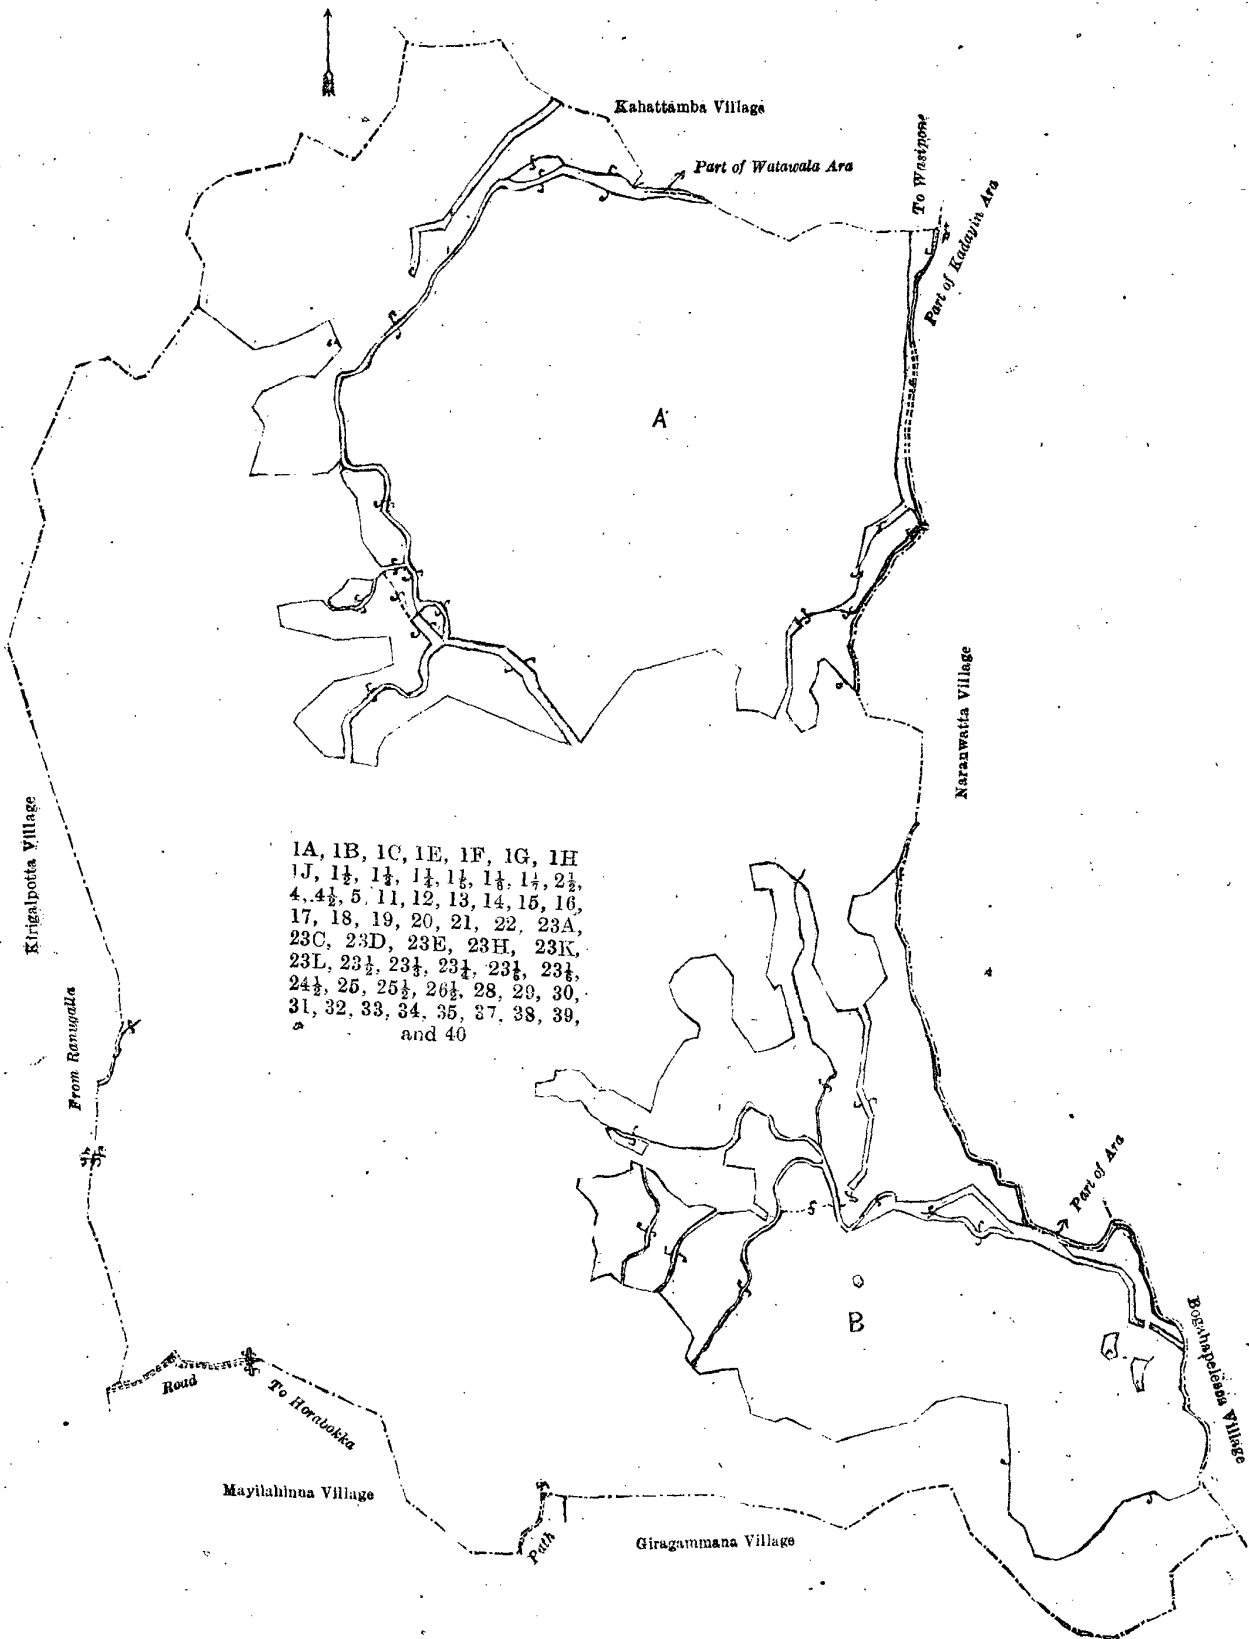 Kahattamba Village
Part of Watawala Ara
To Wasipone
Part of Kadayin Ara
A
Naranwatta Village
Kirigalpotta Village
1A, 1B, 1C, 1E, 1F, 1G, 1H
1J, 1½, 1⅓, 1¼, 1⅕, 1⅙, 1⅐, 2½,
4, 4½, 5, 11, 12, 13, 14, 15, 16,
17, 18, 19, 20, 21, 22, 23A,
23C, 23D, 23E, 23H, 23K,
23L, 23½, 23⅓, 23¼, 23⅕, 23⅙,
24½, 25, 25½, 26½, 28, 29, 30,
31, 32, 33, 34, 35, 37, 38, 39,
and 40
From Ranugalla
Part of Ara
B
Bogahapelessa Village
Road
To Horabokka
Mayilahinna Village
Path
Giragammana Village